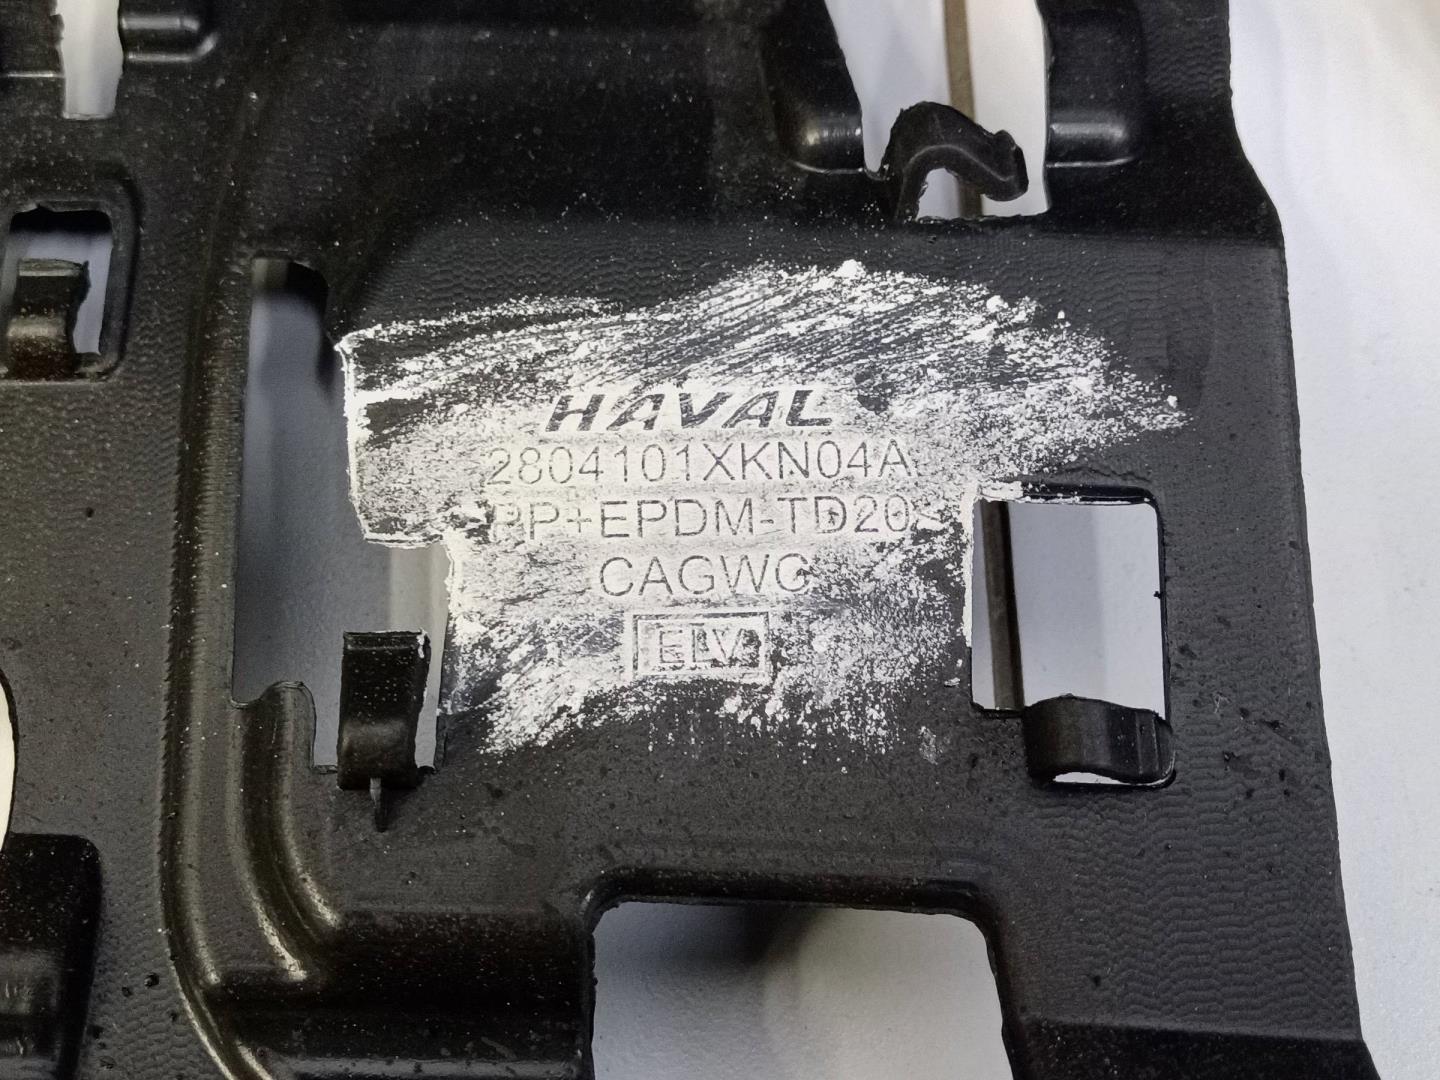 HAVAL
2804101XKN04A
PP+EPDM-TD20
CAGWC
ELV